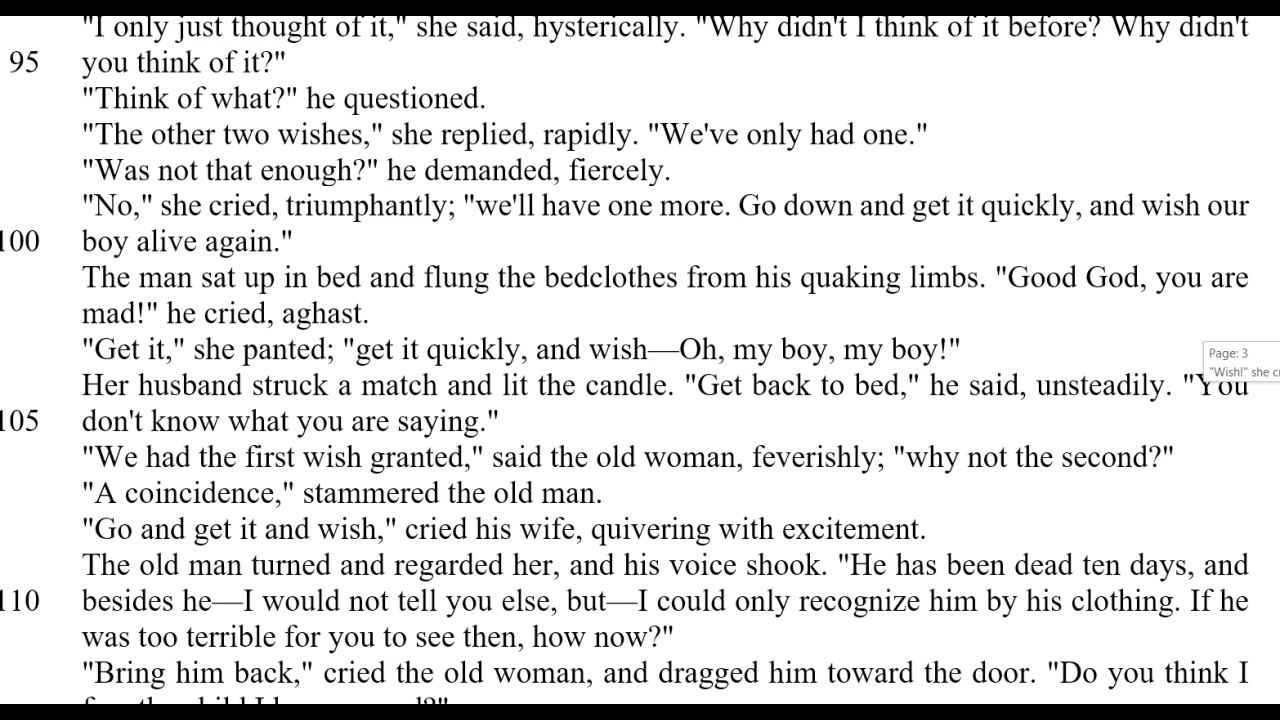 "I only just thought of it," she said, hysterically. "Why didn't I think of it before? Why didn't
95 you think of it?"
"Think of what?" he questioned.
"The other two wishes," she replied, rapidly. "We've only had one."
"Was not that enough?" he demanded, fiercely.
"No," she cried, triumphantly; "we'll have one more. Go down and get it quickly, and wish our
100 boy alive again."
The man sat up in bed and flung the bedclothes from his quaking limbs. "Good God, you are
mad!" he cried, aghast.
"Get it," she panted; "get it quickly, and wish—Oh, my boy, my boy!"
Page: 3
"Wish!" she c
Her husband struck a match and lit the candle. "Get back to bed," he said, unsteadily. "You
105 don't know what you are saying."
"We had the first wish granted," said the old woman, feverishly; "why not the second?"
"A coincidence," stammered the old man.
"Go and get it and wish," cried his wife, quivering with excitement.
The old man turned and regarded her, and his voice shook. "He has been dead ten days, and
110 besides he—I would not tell you else, but—I could only recognize him by his clothing. If he
was too terrible for you to see then, how now?"
"Bring him back," cried the old woman, and dragged him toward the door. "Do you think I